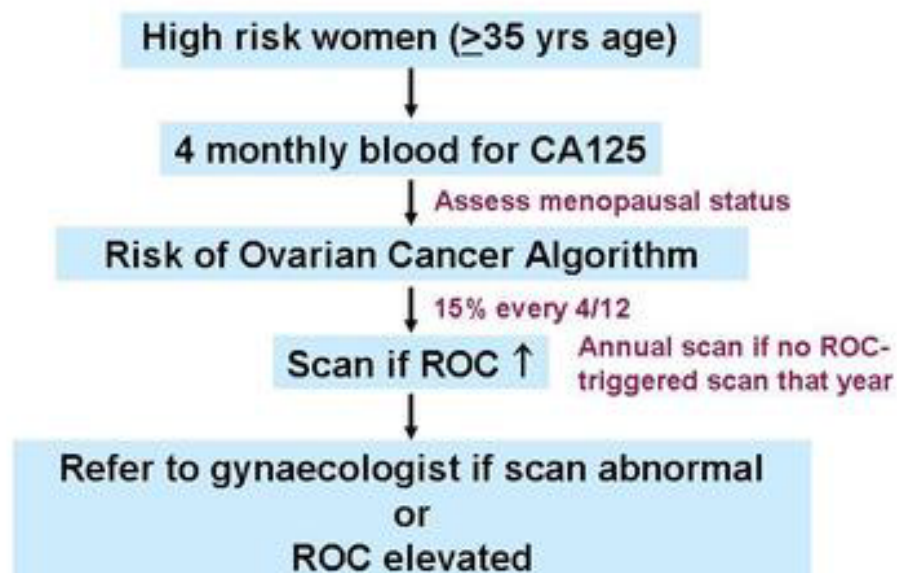 High risk women (≥35 yrs age)
4 monthly blood for CA125
Assess menopausal status
Risk of Ovarian Cancer Algorithm
15% every 4/12
Scan if ROC ↑
Annual scan if no ROC-
triggered scan that year
Refer to gynaecologist if scan abnormal
or
ROC elevated